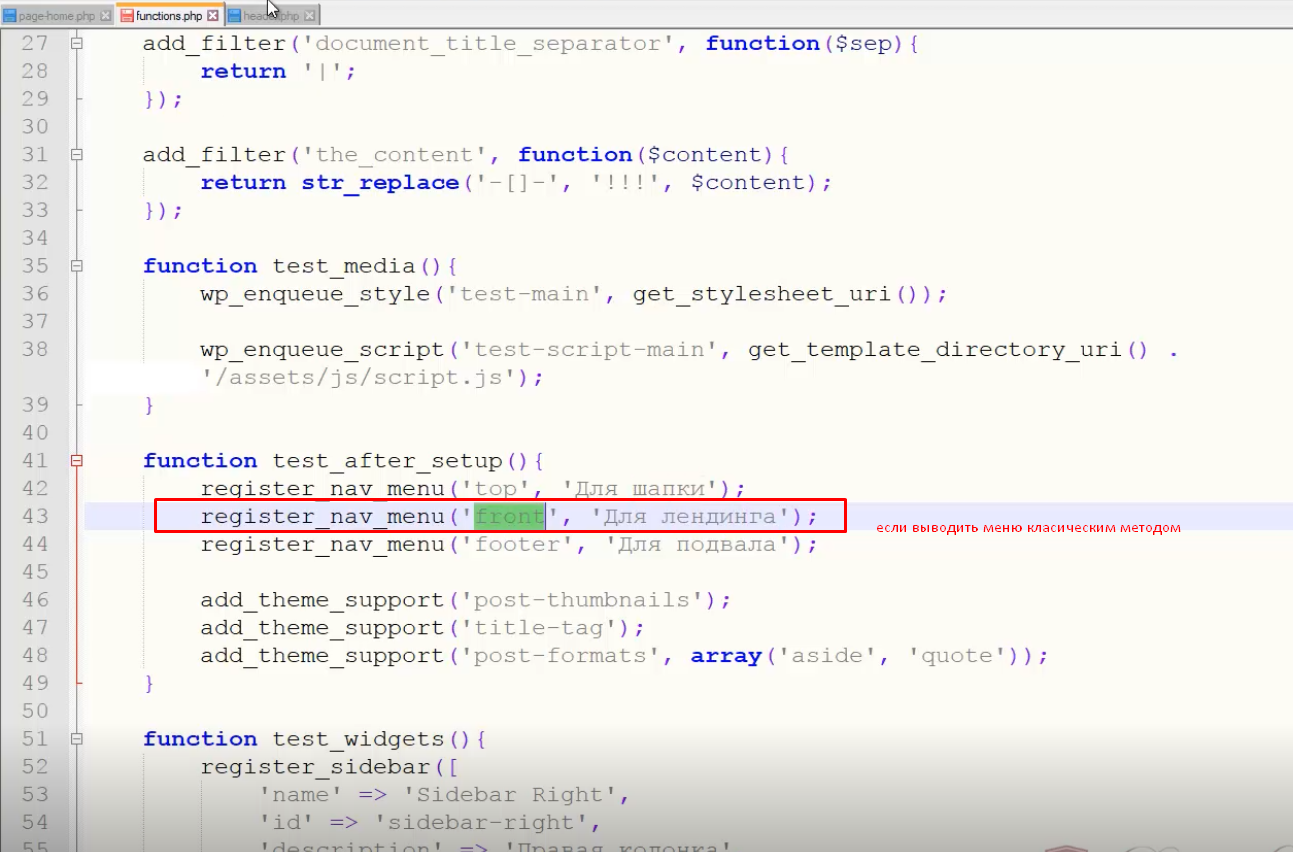 page-home.php functions.php header.php
27 add_filter('document_title_separator', function($sep){
28 return '|';
29 });
30
31 add_filter('the_content', function($content){
32 return str_replace('-[]-', '!!!', $content);
33 });
34
35 function test_media(){
36 wp_enqueue_style('test-main', get_stylesheet_uri());
37
38 wp_enqueue_script('test-script-main', get_template_directory_uri() .
'/assets/js/script.js');
39 }
40
41 function test_after_setup(){
42 register_nav_menu('top', 'Для шапки');
43 register_nav_menu('front', 'Для лендинга'); если выводить меню класическим методом
44 register_nav_menu('footer', 'Для подвала');
45
46 add_theme_support('post-thumbnails');
47 add_theme_support('title-tag');
48 add_theme_support('post-formats', array('aside', 'quote'));
49 }
50
51 function test_widgets(){
52 register_sidebar([
53 'name' => 'Sidebar Right',
54 'id' => 'sidebar-right',
55 'description' => 'Правая колонка'